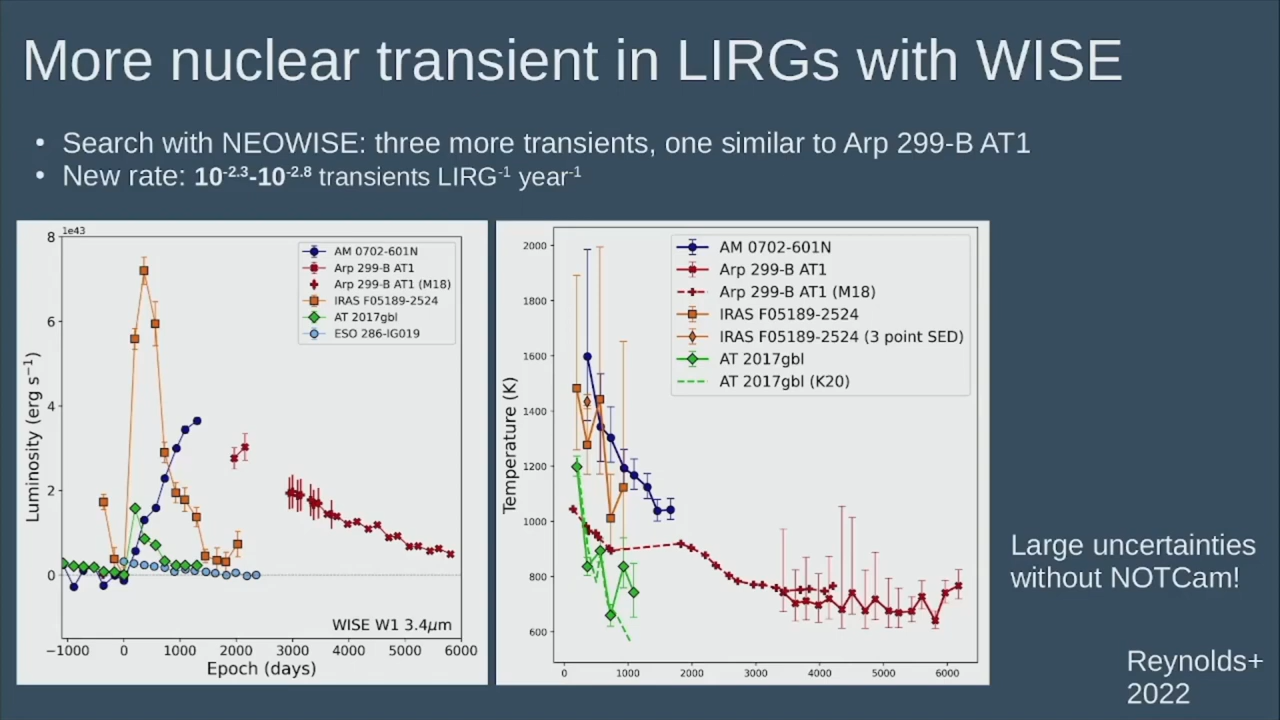 More nuclear transient in LIRGs with WISE
• Search with NEOWISE: three more transients, one similar to Arp 299-B AT1
• New rate: 10^-2.3-10^-2.8 transients LIRG^-1 year^-1
1e43
8
6
4
2
0
Luminosity (erg s^−1)
AM 0702-601N
Arp 299-B AT1
Arp 299-B AT1 (M18)
IRAS F05189-2524
AT 2017gbl
ESO 286-IG019
WISE W1 3.4μm
−1000 0 1000 2000 3000 4000 5000 6000
Epoch (days)
2000
1800
1600
1400
1200
1000
800
600
Temperature (K)
AM 0702-601N
Arp 299-B AT1
Arp 299-B AT1 (M18)
IRAS F05189-2524
IRAS F05189-2524 (3 point SED)
AT 2017gbl
AT 2017gbl (K20)
0 1000 2000 3000 4000 5000 6000
Large uncertainties
without NOTCam!
Reynolds+
2022